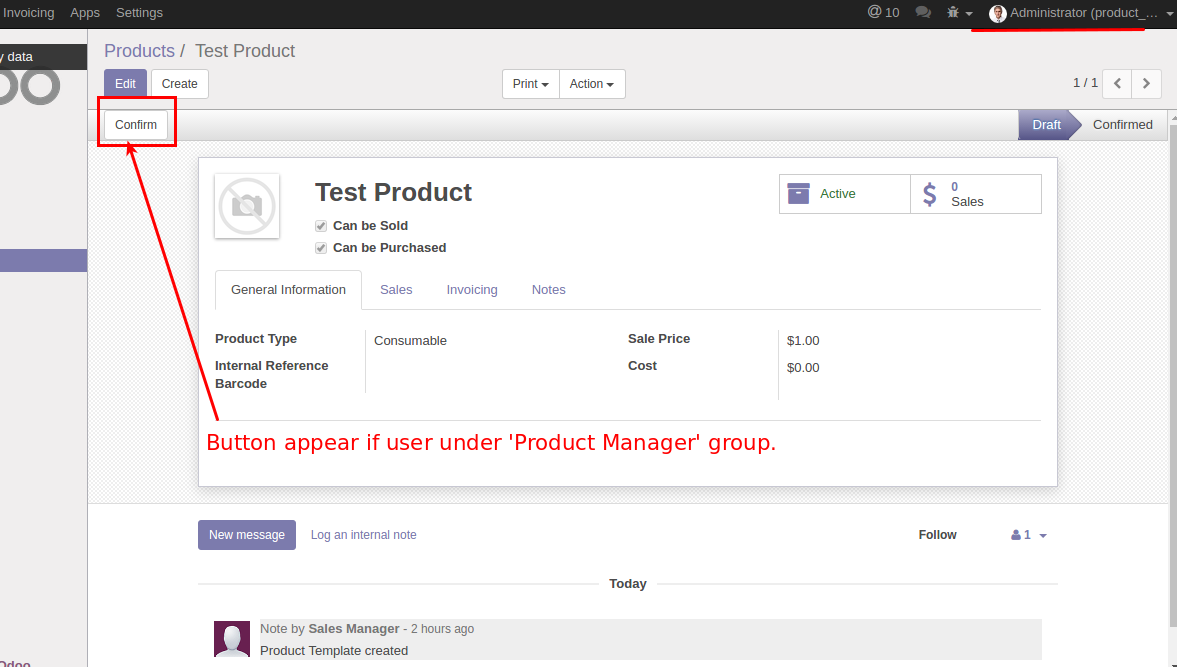 Invoicing Apps Settings @ 10 Administrator (product_...
y data
Products / Test Product
Edit Create Print Action 1 / 1
Confirm Draft Confirmed
Test Product
Active
0
Sales
Can be Sold
Can be Purchased
General Information Sales Invoicing Notes
Product Type Consumable Sale Price $1.00
Internal Reference Cost $0.00
Barcode
Button appear if user under 'Product Manager' group.
New message Log an internal note Follow 1
Today
Note by Sales Manager - 2 hours ago
Product Template created
Odoo